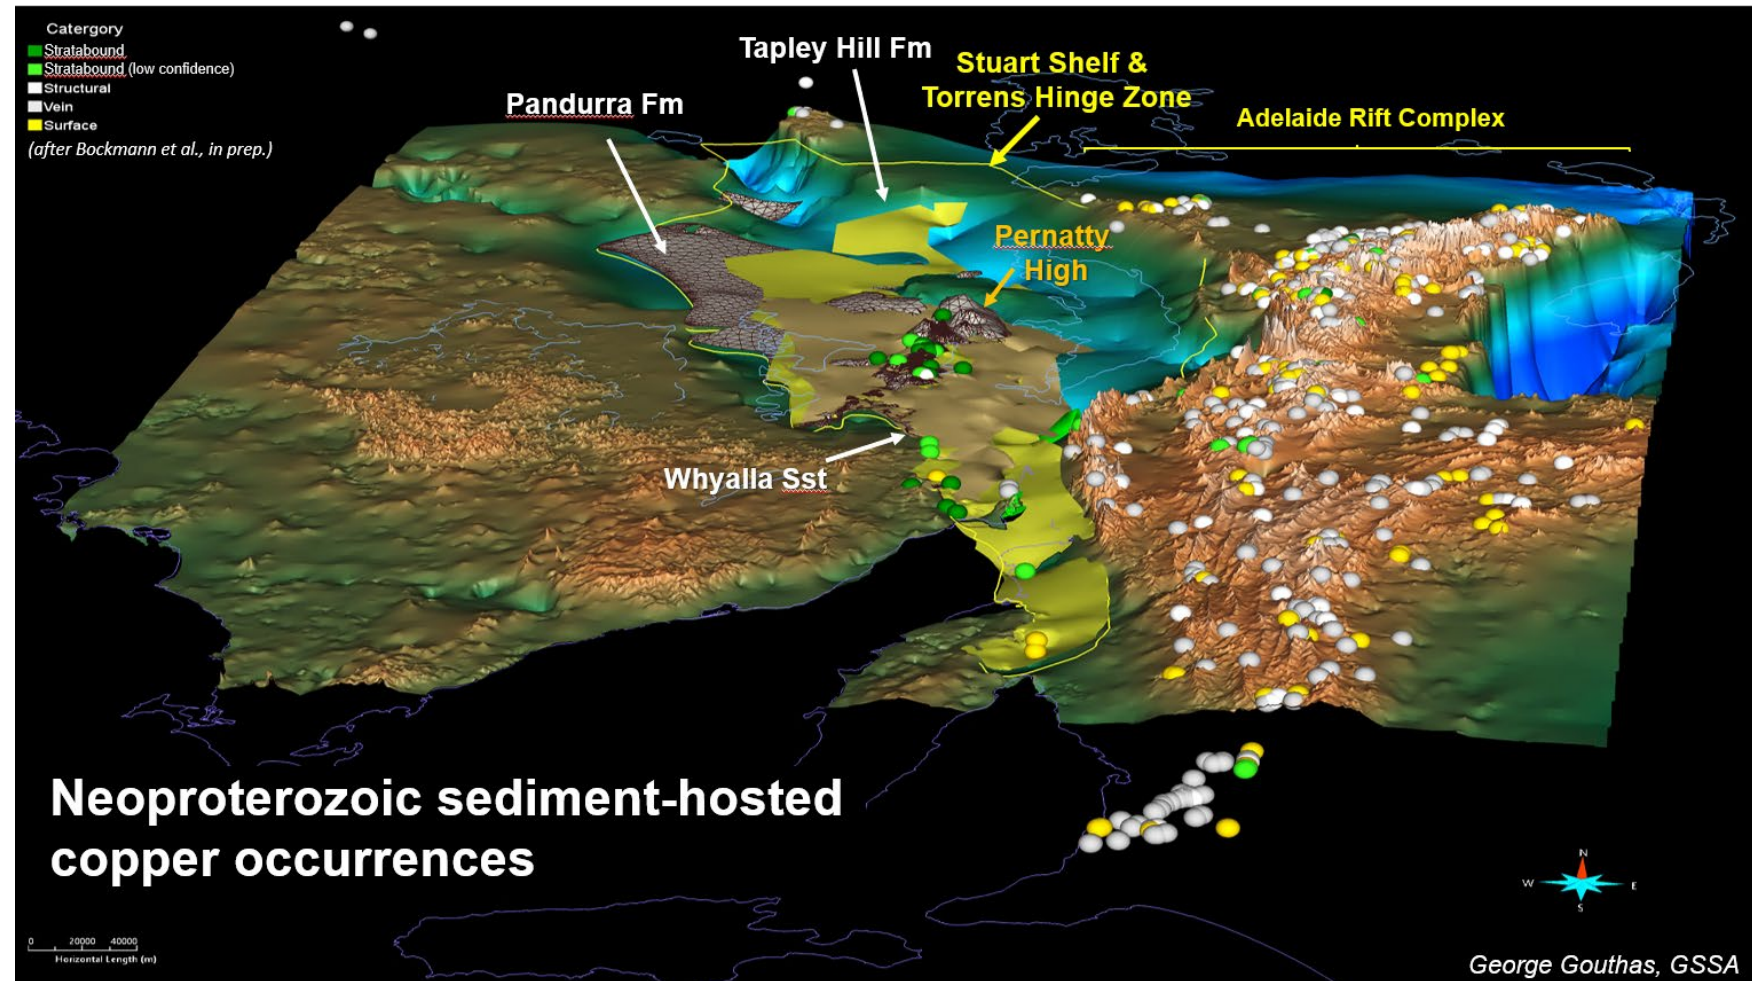 Catergory
Stratabound
Stratabound (low confidence)
Structural
Vein
Surface
(after Bockmann et al., in prep.)
Tapley Hill Fm
Stuart Shelf &
Torrens Hinge Zone
Pandurra Fm
Adelaide Rift Complex
Pernatty
High
Whyalla Sst
Neoproterozoic sediment-hosted
copper occurrences
N
W
E
S
0 20000 40000
Horizontal Length (m)
George Gouthas, GSSA